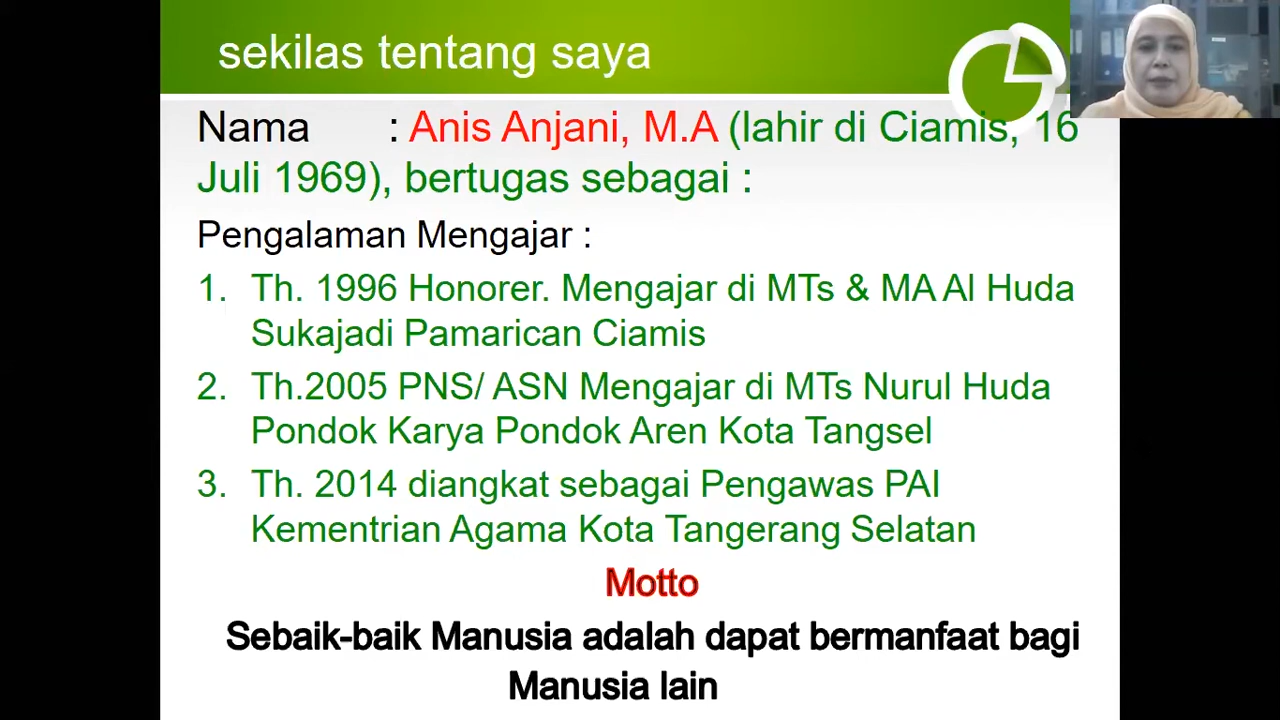 sekilas tentang saya
Nama : Anis Anjani, M.A (lahir di Ciamis, 16
Juli 1969), bertugas sebagai :
Pengalaman Mengajar :
1. Th. 1996 Honorer. Mengajar di MTs & MA Al Huda
Sukajadi Pamarican Ciamis
2. Th.2005 PNS/ ASN Mengajar di MTs Nurul Huda
Pondok Karya Pondok Aren Kota Tangsel
3. Th. 2014 diangkat sebagai Pengawas PAI
Kementrian Agama Kota Tangerang Selatan
Motto
Sebaik-baik Manusia adalah dapat bermanfaat bagi
Manusia lain